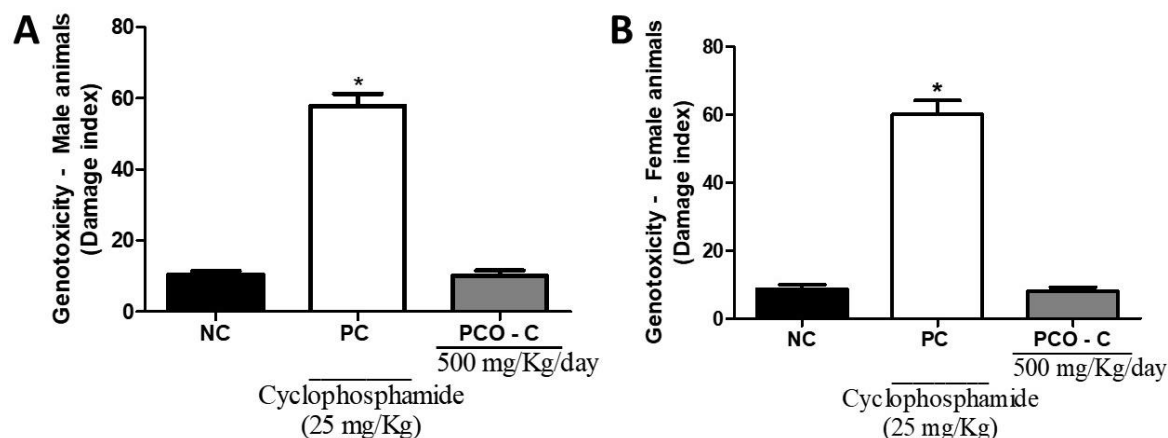 A
Genotoxicity - Male animals
(Damage index)
80
60
40
20
0
*
NC
PC
PCO - C
500 mg/Kg/day
Cyclophosphamide
(25 mg/Kg)
B
Genotoxicity - Female animals
(Damage index)
80
60
40
20
0
*
NC
PC
PCO - C
500 mg/Kg/day
Cyclophosphamide
(25 mg/Kg)